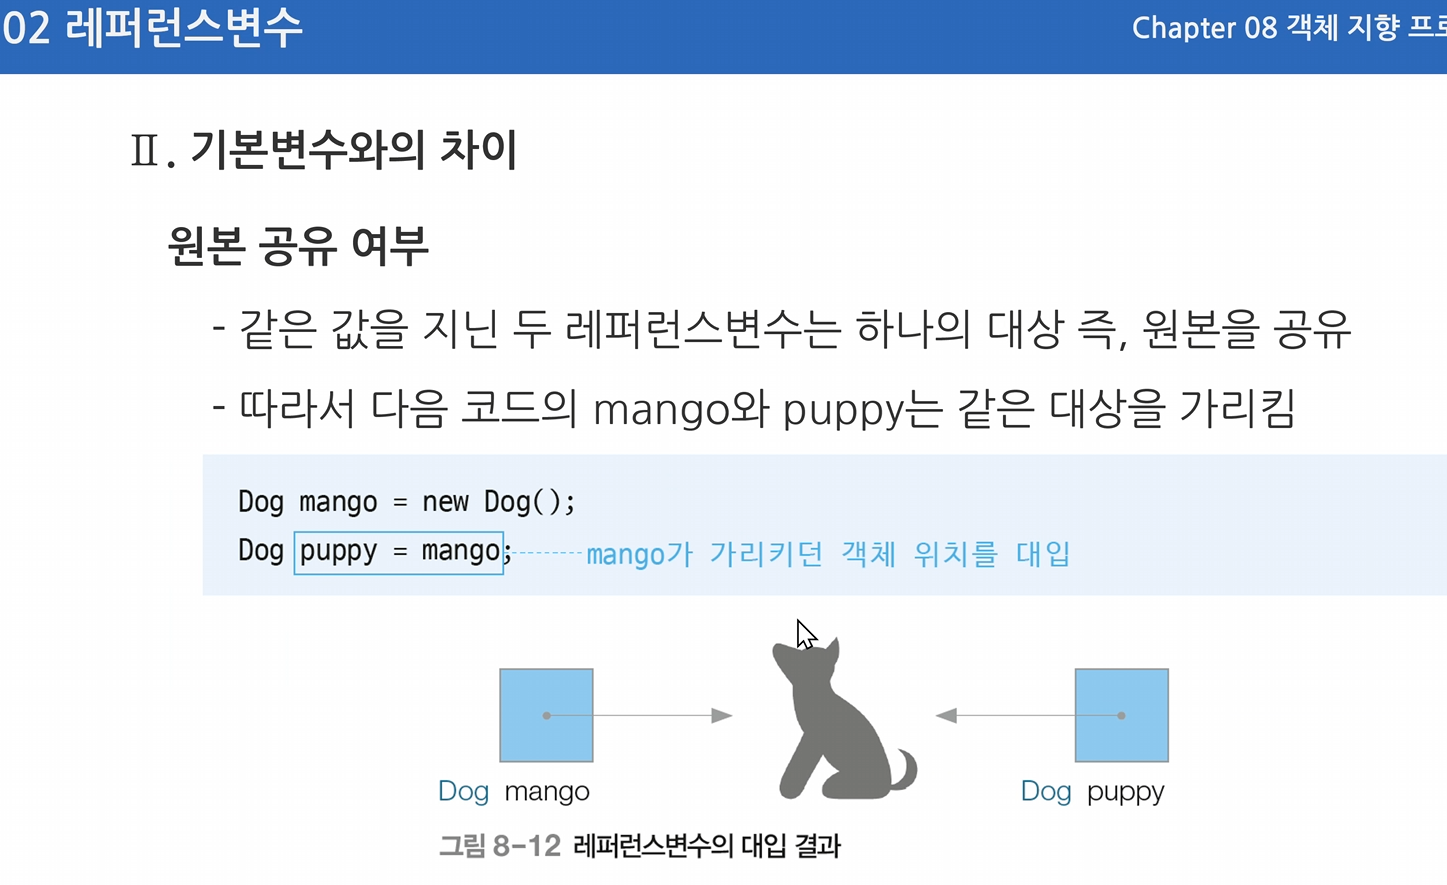 02 레퍼런스변수
Chapter 08 객체 지향 프로
Ⅱ. 기본변수와의 차이
원본 공유 여부
- 같은 값을 지닌 두 레퍼런스변수는 하나의 대상 즉, 원본을 공유
- 따라서 다음 코드의 mango와 puppy는 같은 대상을 가리킴
Dog mango = new Dog();
Dog puppy = mango; mango가 가리키던 객체 위치를 대입
Dog mango
Dog puppy
그림 8-12 레퍼런스변수의 대입 결과